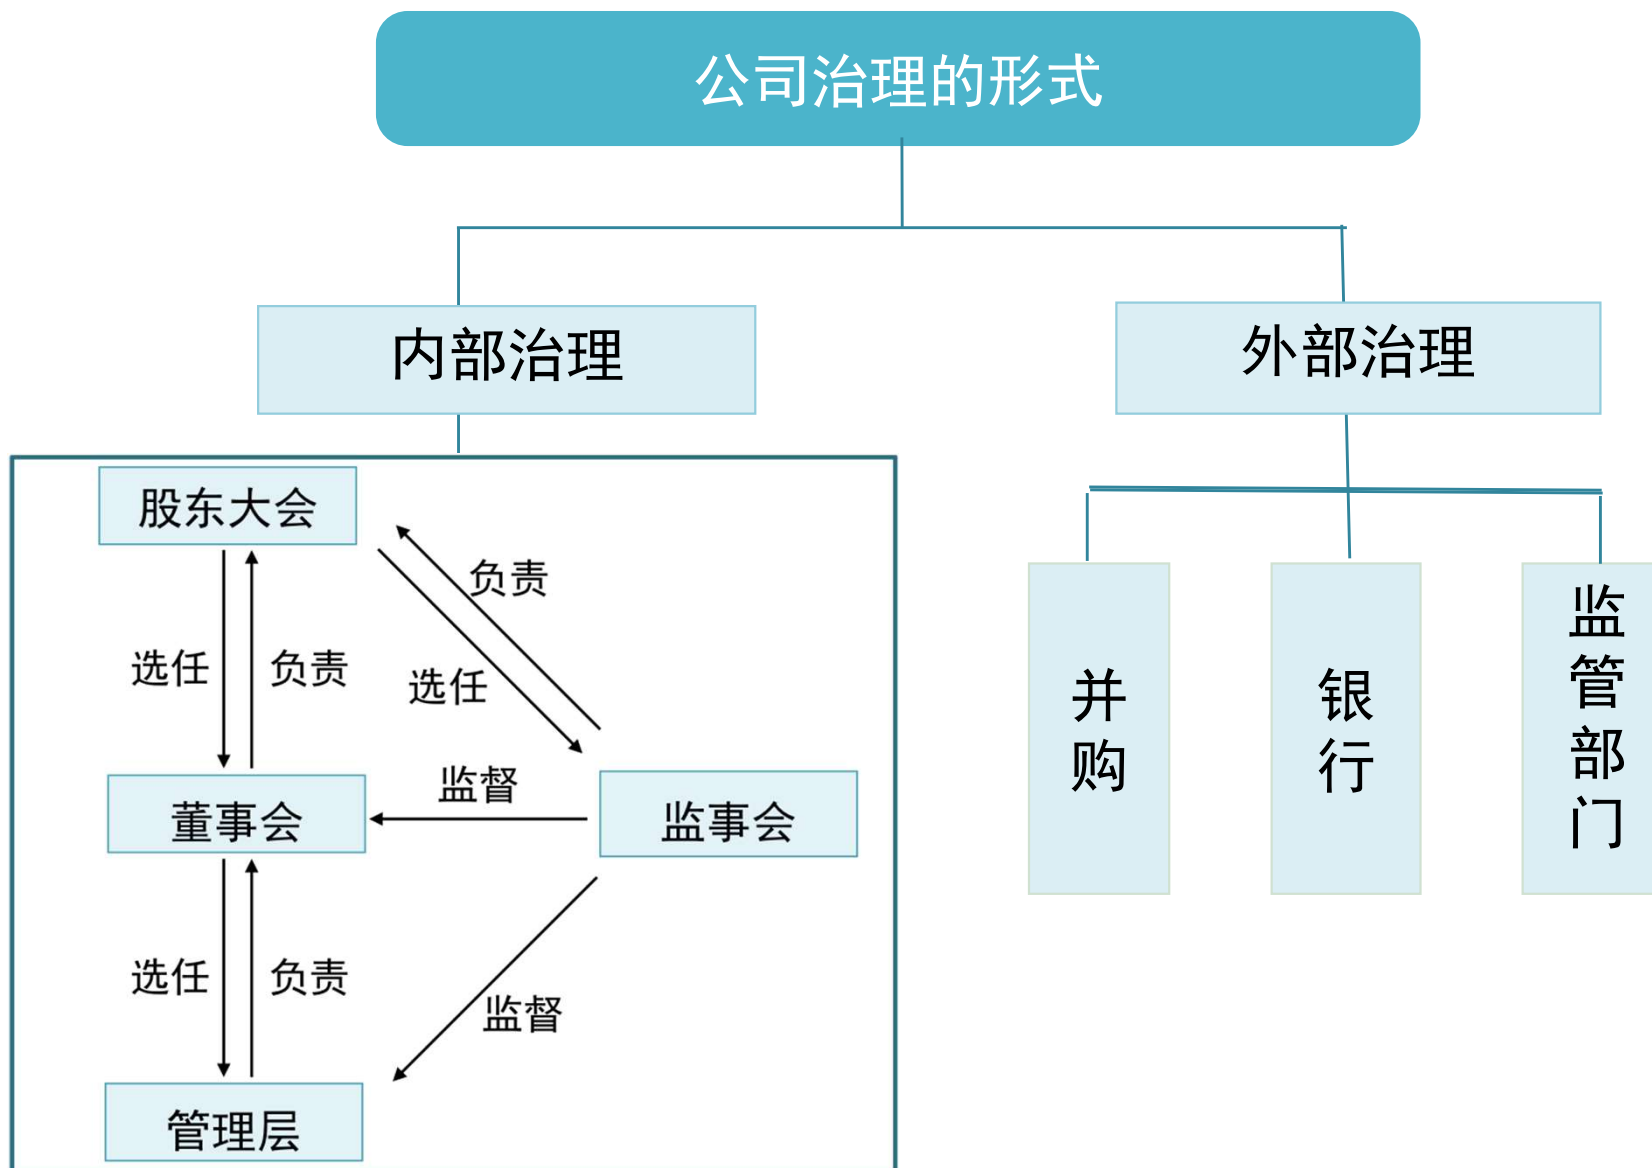 公司治理的形式
内部治理
外部治理
股东大会
负责
选任
负责
选任
董事会
监督
监事会
选任
负责
监督
管理层
并购
银行
监管部门